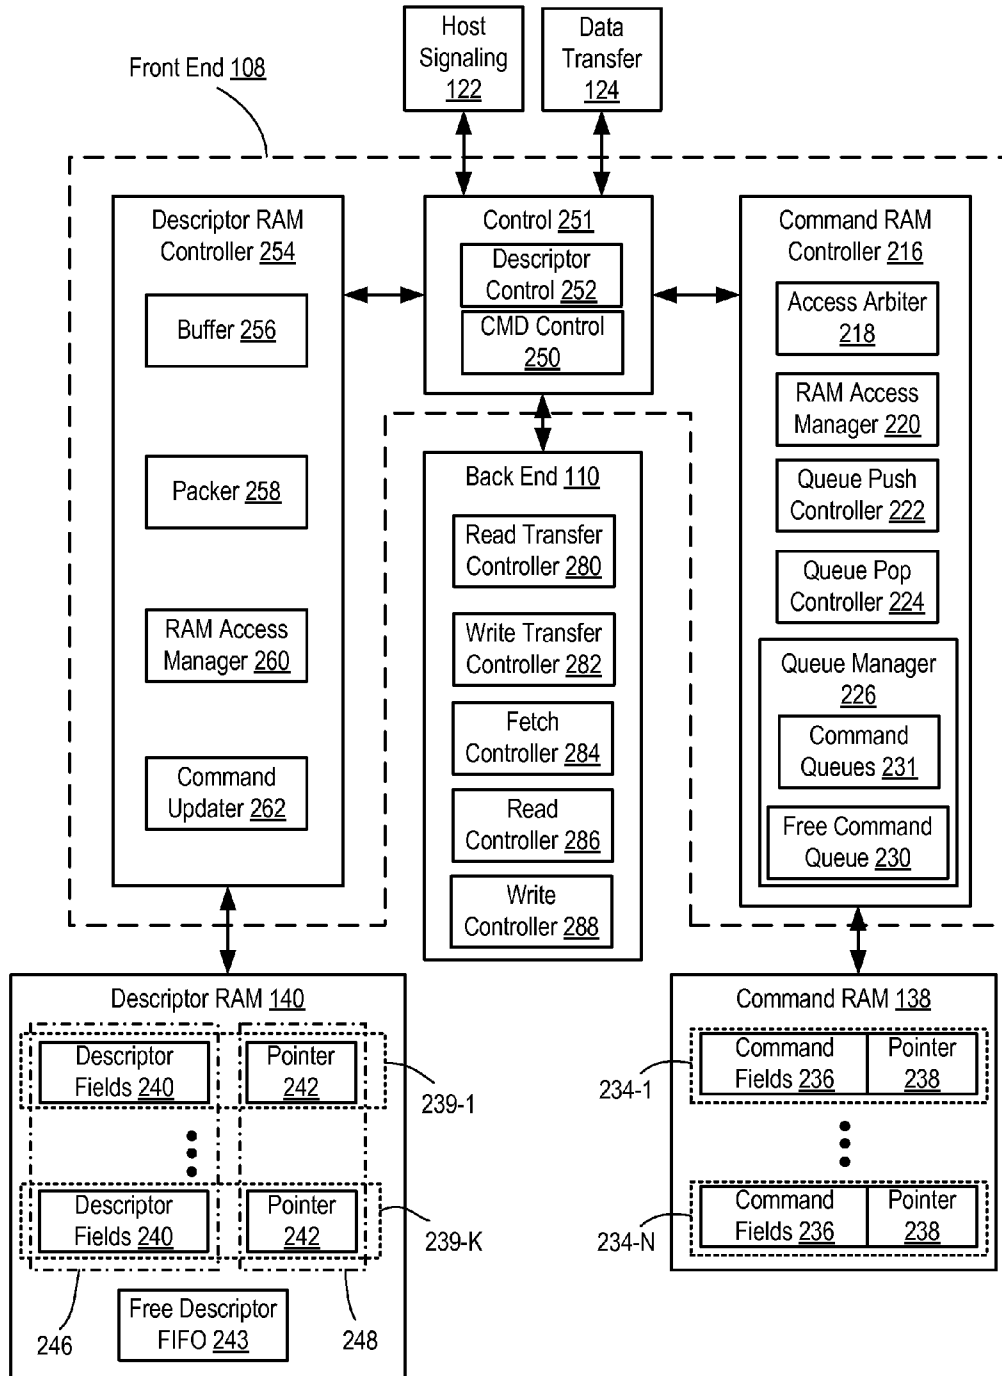 Host
Signaling
122
Data
Transfer
124
Front End 108
Descriptor RAM
Controller 254
Buffer 256
Packer 258
RAM Access
Manager 260
Command
Updater 262
Control 251
Descriptor
Control 252
CMD Control
250
Command RAM
Controller 216
Access Arbiter
218
RAM Access
Manager 220
Queue Push
Controller 222
Queue Pop
Controller 224
Queue Manager
226
Command
Queues 231
Free Command
Queue 230
Back End 110
Read Transfer
Controller 280
Write Transfer
Controller 282
Fetch
Controller 284
Read
Controller 286
Write
Controller 288
Descriptor RAM 140
Descriptor
Fields 240
Pointer
242
239-1
Descriptor
Fields 240
Pointer
242
239-K
Free Descriptor
FIFO 243
246
248
Command RAM 138
234-1
Command
Fields 236
Pointer
238
234-N
Command
Fields 236
Pointer
238